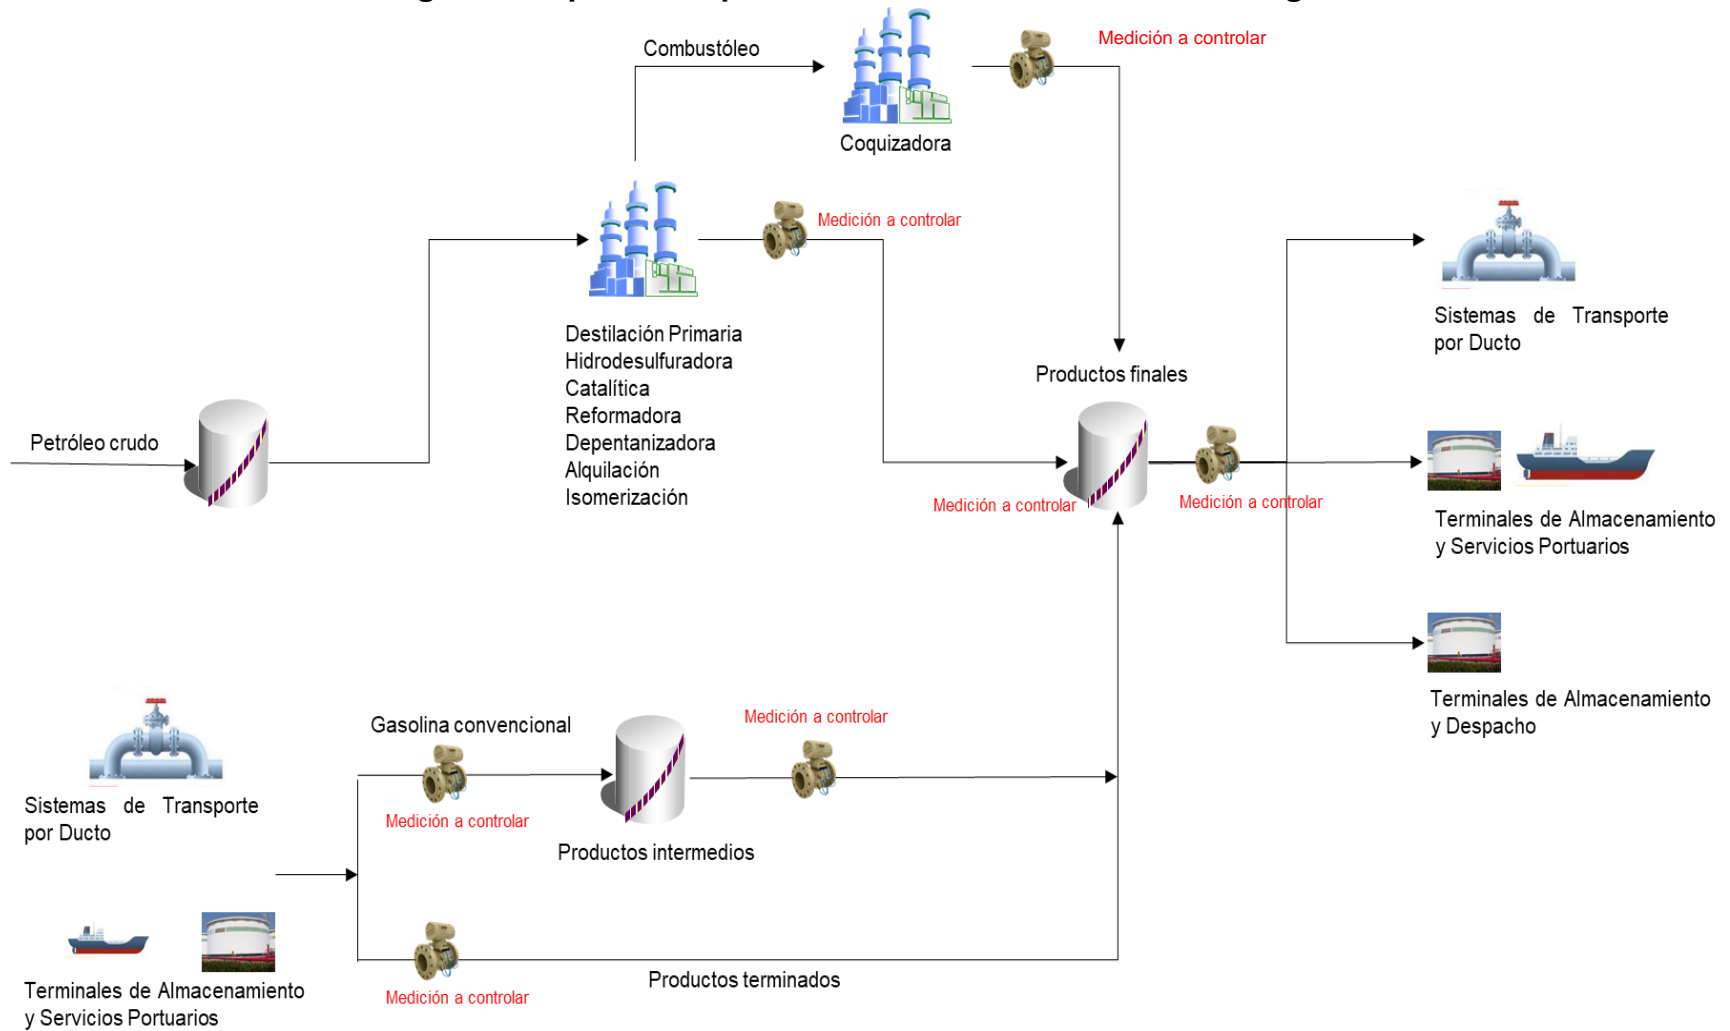 Combustóleo
Medición a controlar
Coquizadora
Medición a controlar
Destilación Primaria
Hidrodesulfuradora
Catalítica
Reformadora
Depentanizadora
Alquilación
Isomerización
Petróleo crudo
Productos finales
Medición a controlar
Medición a controlar
Sistemas de Transporte
por Ducto
Terminales de Almacenamiento
y Servicios Portuarios
Terminales de Almacenamiento
y Despacho
Gasolina convencional
Medición a controlar
Medición a controlar
Productos intermedios
Sistemas de Transporte
por Ducto
Productos terminados
Medición a controlar
Terminales de Almacenamiento
y Servicios Portuarios